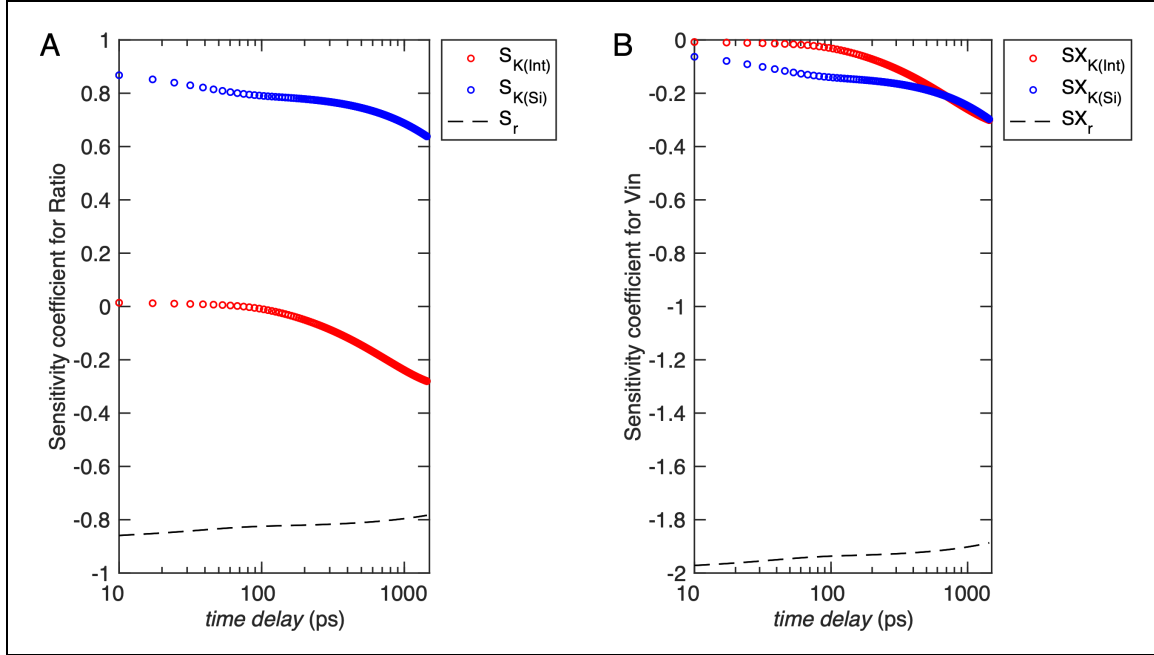 A
Sensitivity coefficient for Ratio
1
0.8
0.6
0.4
0.2
0
-0.2
-0.4
-0.6
-0.8
-1
10
100
1000
time delay (ps)
S_K(Int)
S_K(Si)
S_r
B
Sensitivity coefficient for Vin
0
-0.2
-0.4
-0.6
-0.8
-1
-1.2
-1.4
-1.6
-1.8
-2
10
100
1000
time delay (ps)
SX_K(Int)
SX_K(Si)
SX_r